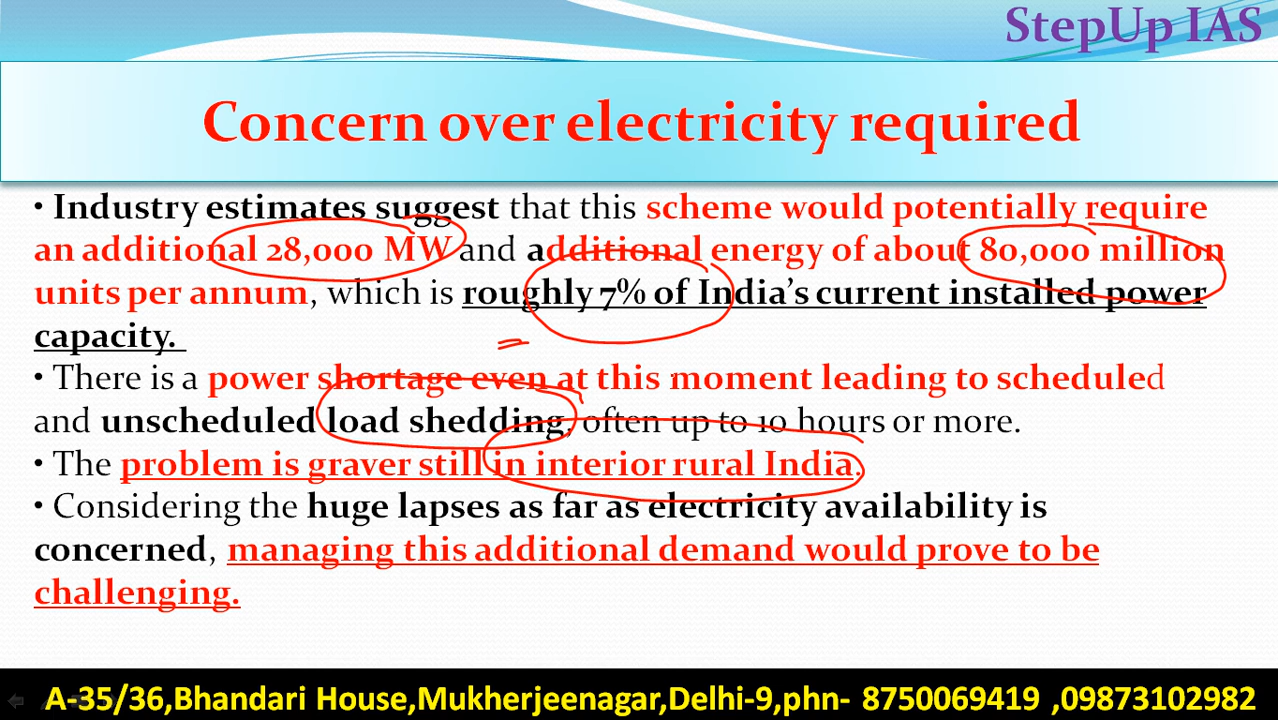 StepUp IAS
Concern over electricity required
• Industry estimates suggest that this scheme would potentially require
an additional 28,000 MW and additional energy of about 80,000 million
units per annum, which is roughly 7% of India's current installed power
capacity.
• There is a power shortage even at this moment leading to scheduled
and unscheduled load shedding, often up to 10 hours or more.
• The problem is graver still in interior rural India.
• Considering the huge lapses as far as electricity availability is
concerned, managing this additional demand would prove to be
challenging.
A-35/36,Bhandari House,Mukherjeenagar,Delhi-9,phn- 8750069419 ,09873102982